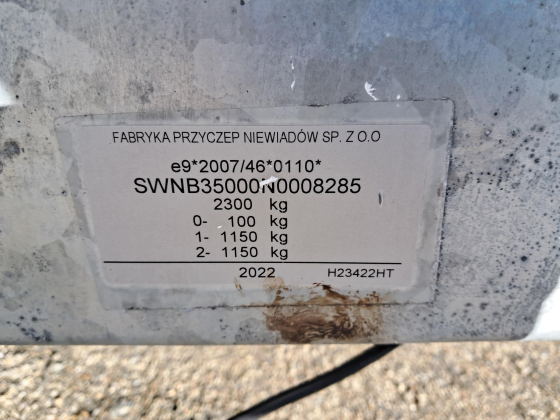 FABRYKA PRZYCZEP NIEWIADÓW SP. Z O.O
e9*2007/46*0110*
SWNB35000N0008285
2300 kg
0- 100 kg
1- 1150 kg
2- 1150 kg
2022 H23422HT